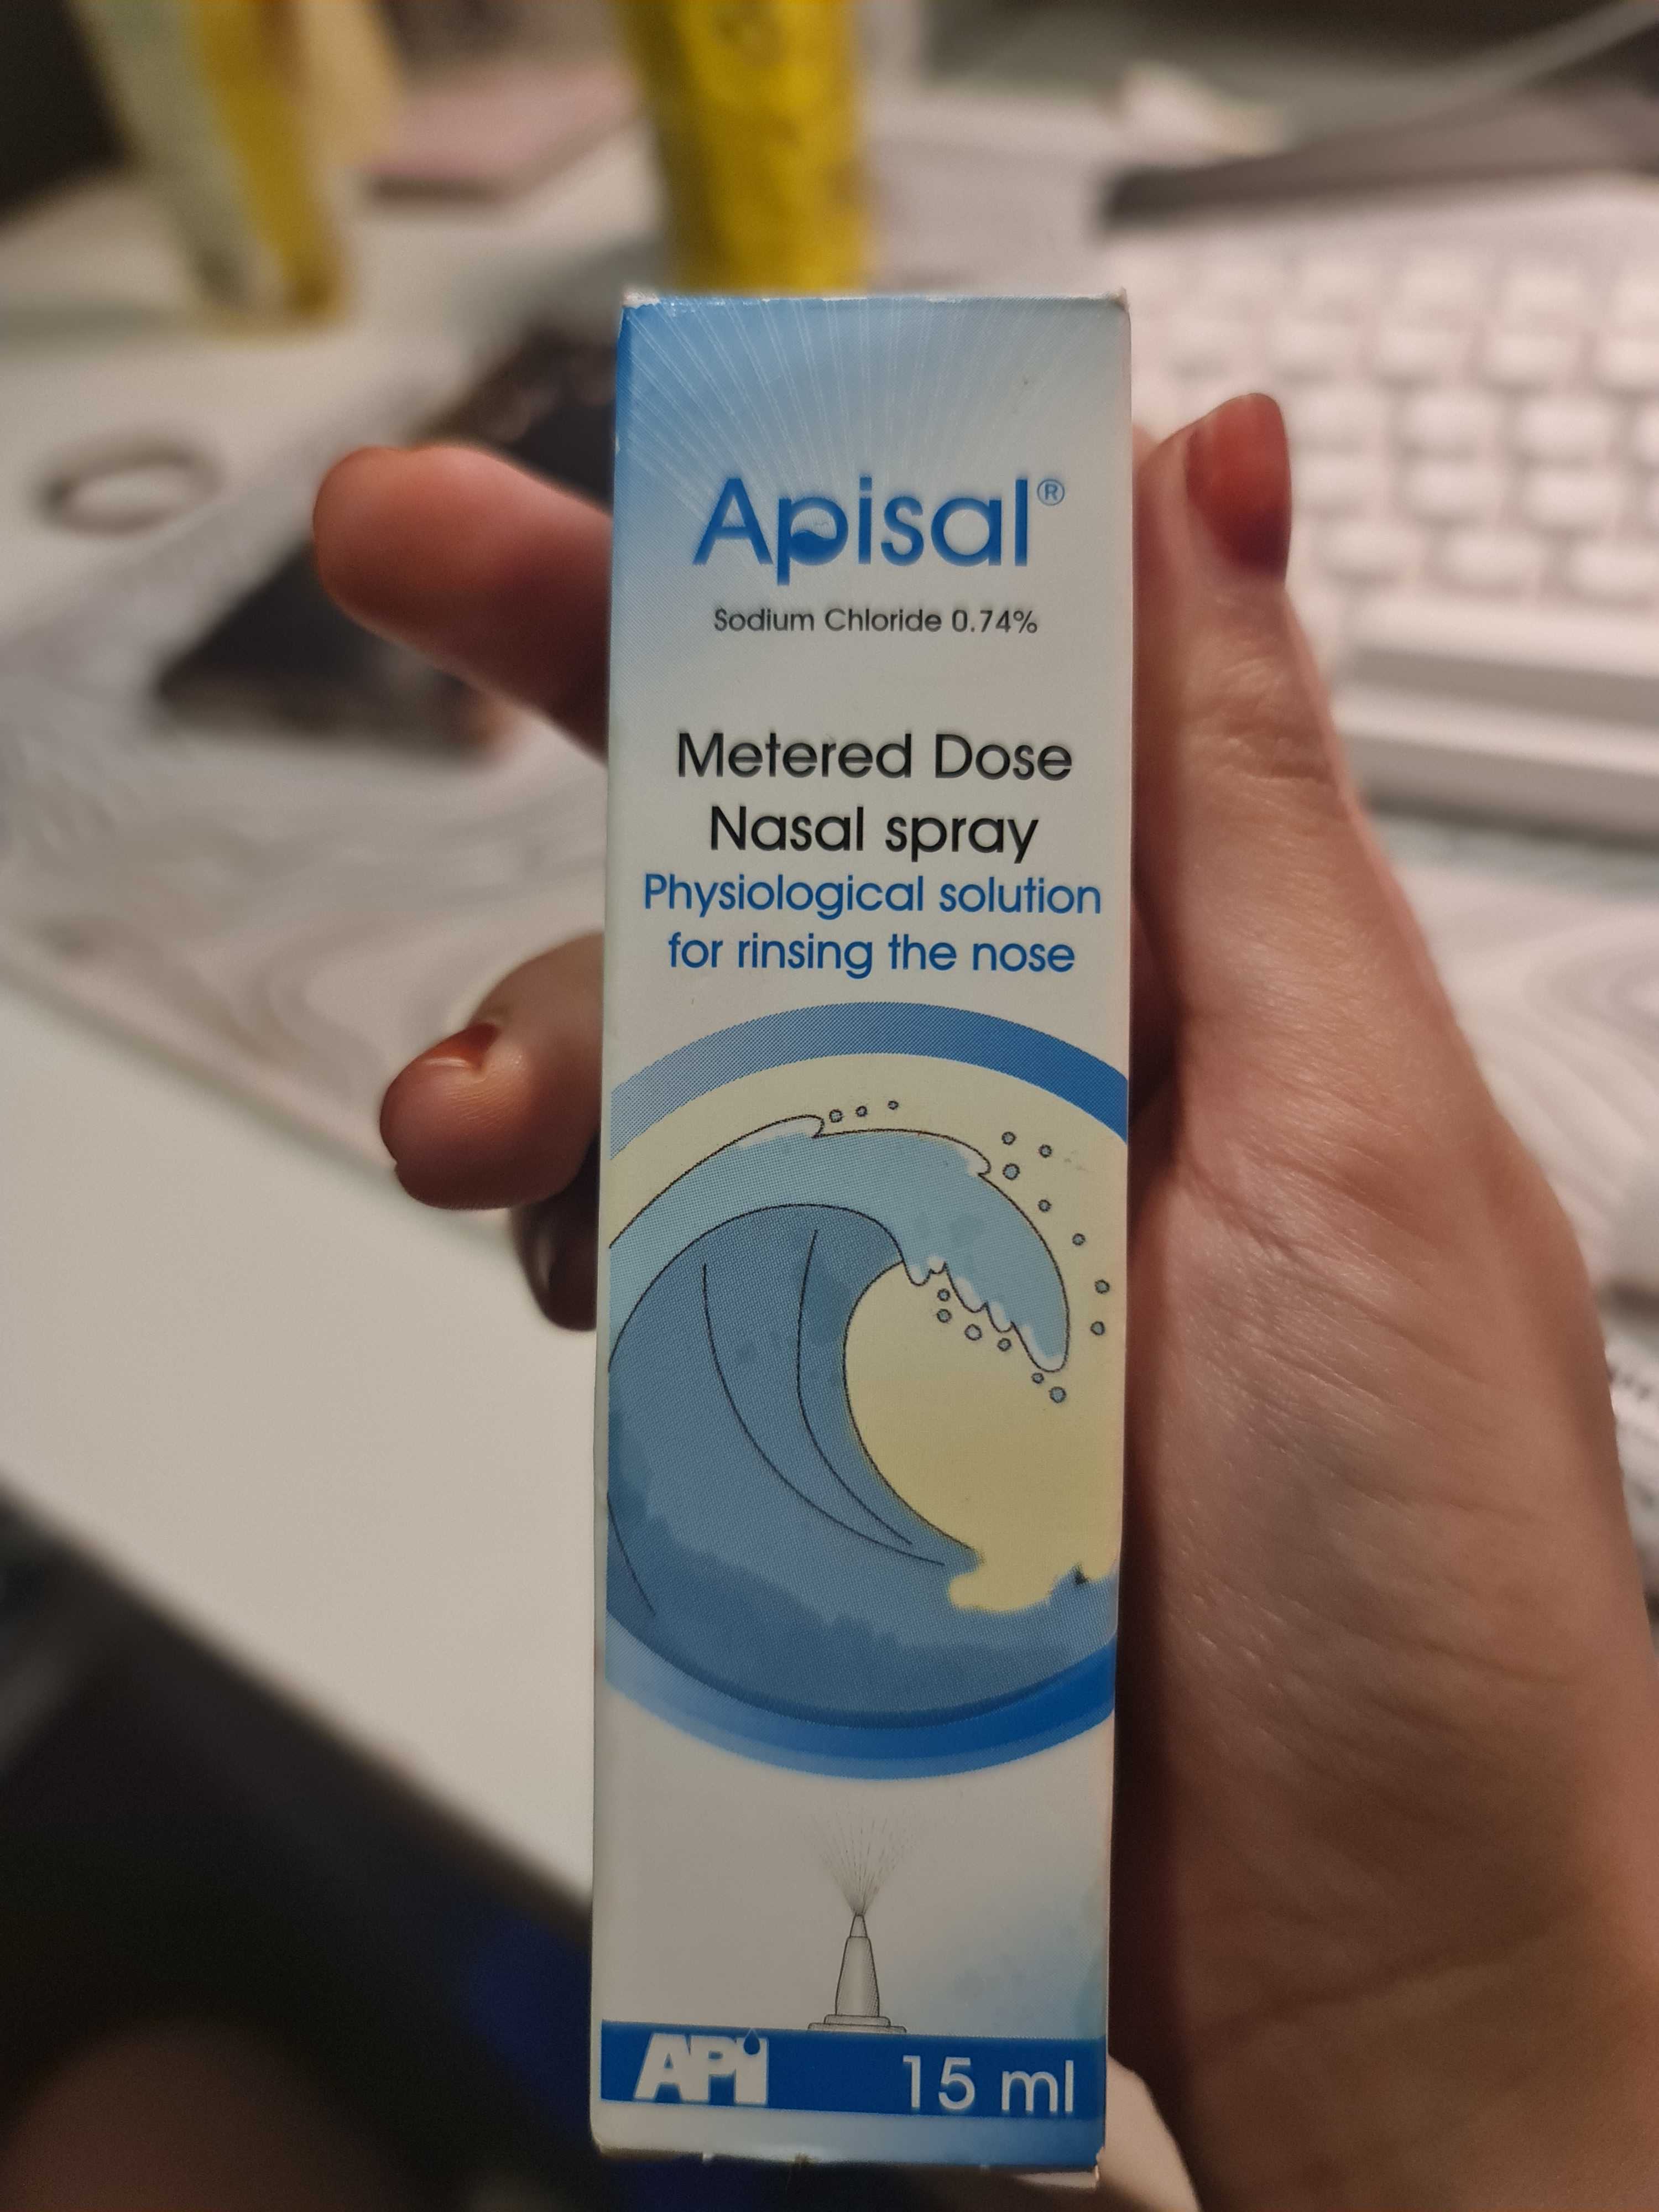 Apisal®
Sodium Chloride 0.74%
Metered Dose
Nasal spray
Physiological solution
for rinsing the nose
API
15 ml